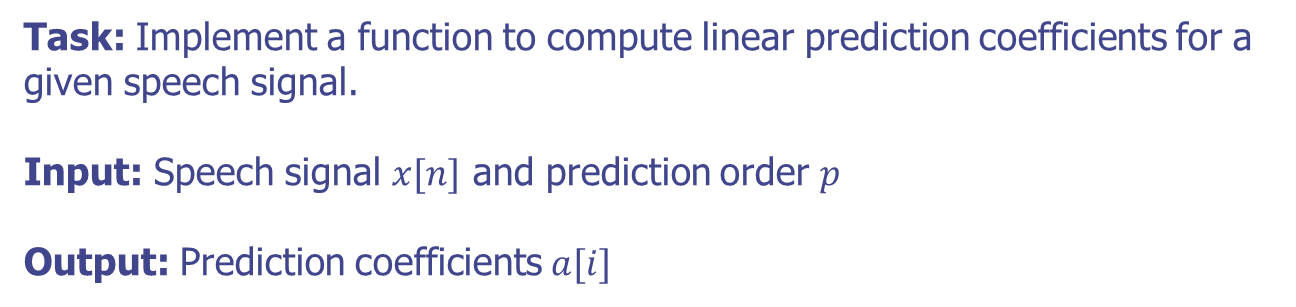 Task: Implement a function to compute linear prediction coefficients for a
given speech signal.
Input: Speech signal x[n] and prediction order p
Output: Prediction coefficients a[i]